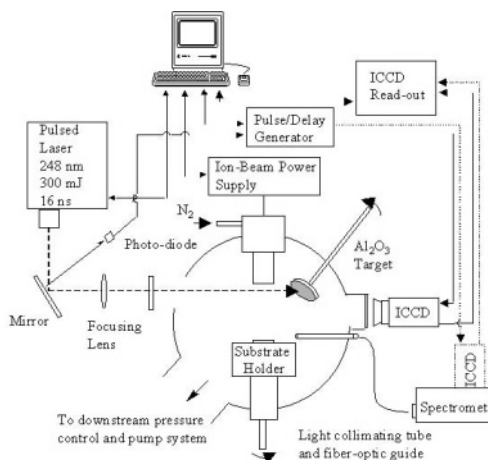 ICCD
Read-out
Pulsed
Laser
248 nm
300 mJ
16 ns
Pulse/Delay
Generator
Ion-Beam Power
Supply
N2
Photo-diode
Al2O3
Target
Mirror
Focusing
Lens
ICCD
Substrate
Holder
ICCD
Spectromet
To downstream pressure
control and pump system
Light collimating tube
and fiber-optic guide